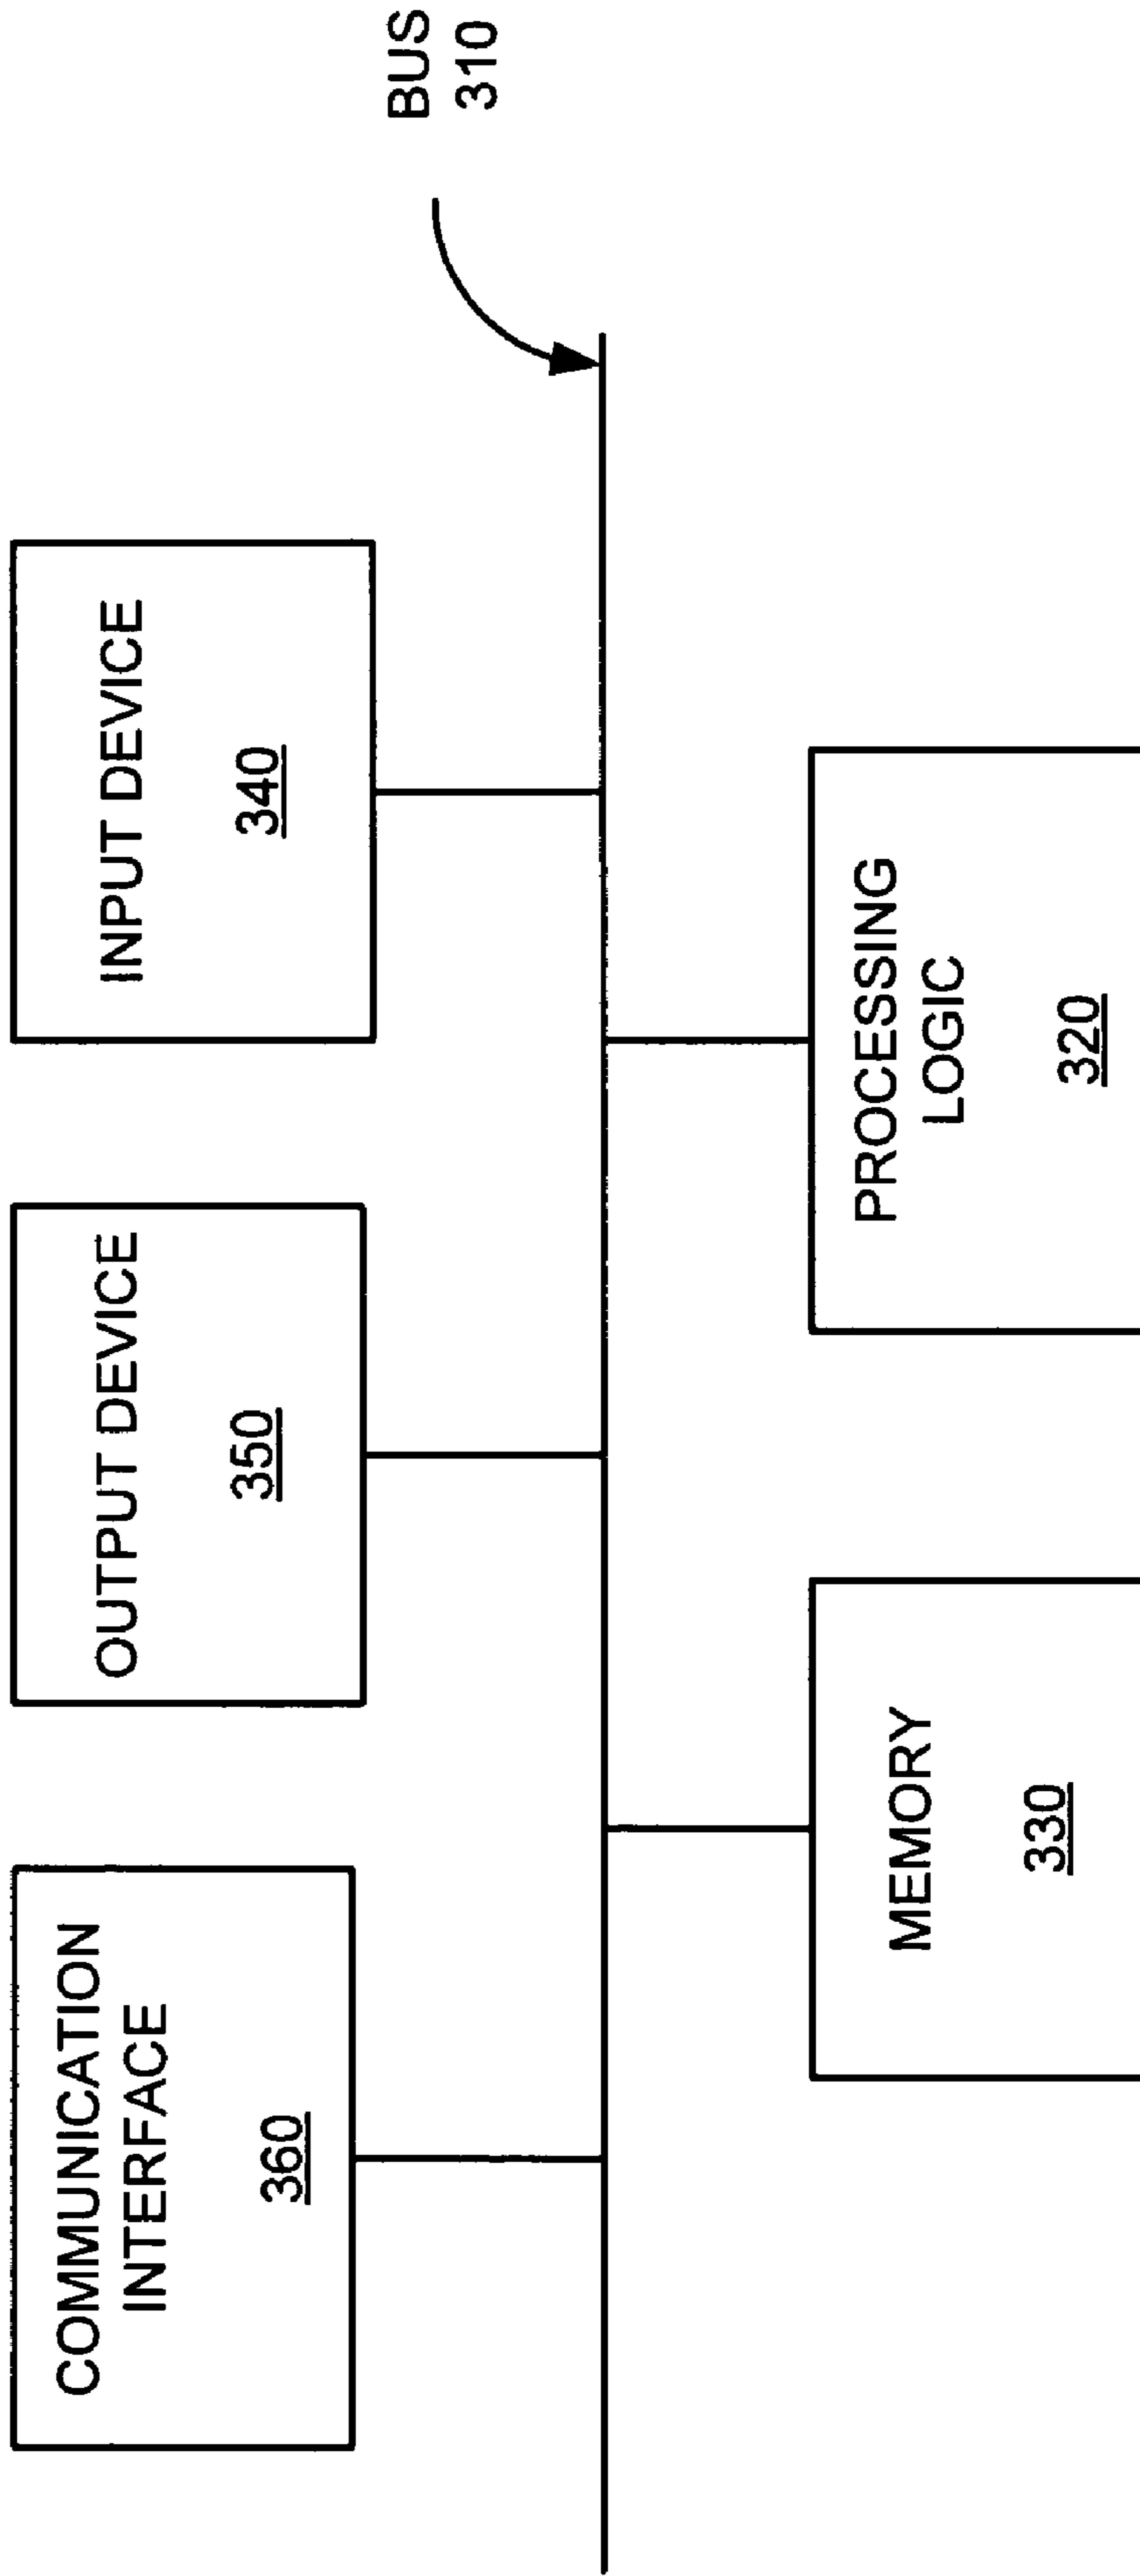 BUS
310
COMMUNICATION
INTERFACE
360
OUTPUT DEVICE
350
INPUT DEVICE
340
MEMORY
330
PROCESSING
LOGIC
320